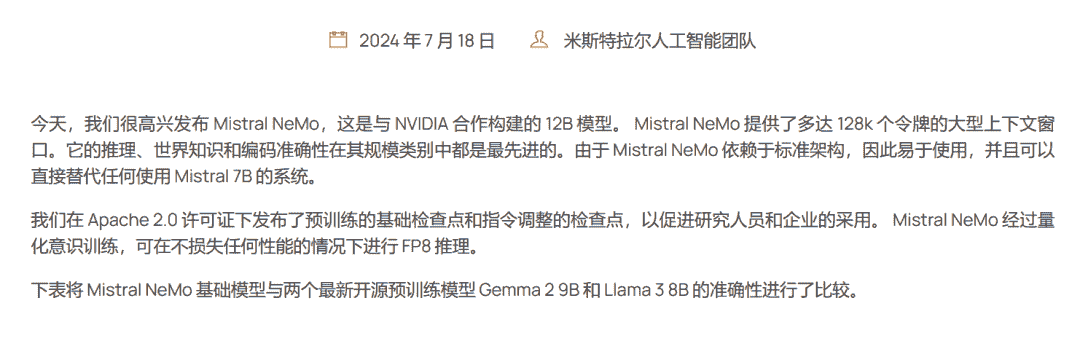 2024 年 7 月 18 日 米斯特拉尔人工智能团队
今天，我们很高兴发布 Mistral NeMo，这是与 NVIDIA 合作构建的 12B 模型。 Mistral NeMo 提供了多达 128k 个令牌的大型上下文窗
口。它的推理、世界知识和编码准确性在其规模类别中都是最先进的。由于 Mistral NeMo 依赖于标准架构，因此易于使用，并且可以
直接替代任何使用 Mistral 7B 的系统。
我们在 Apache 2.0 许可证下发布了预训练的基础检查点和指令调整的检查点，以促进研究人员和企业的采用。 Mistral NeMo 经过量
化意识训练，可在不损失任何性能的情况下进行 FP8 推理。
下表将 Mistral NeMo 基础模型与两个最新开源预训练模型 Gemma 2 9B 和 Llama 3 8B 的准确性进行了比较。